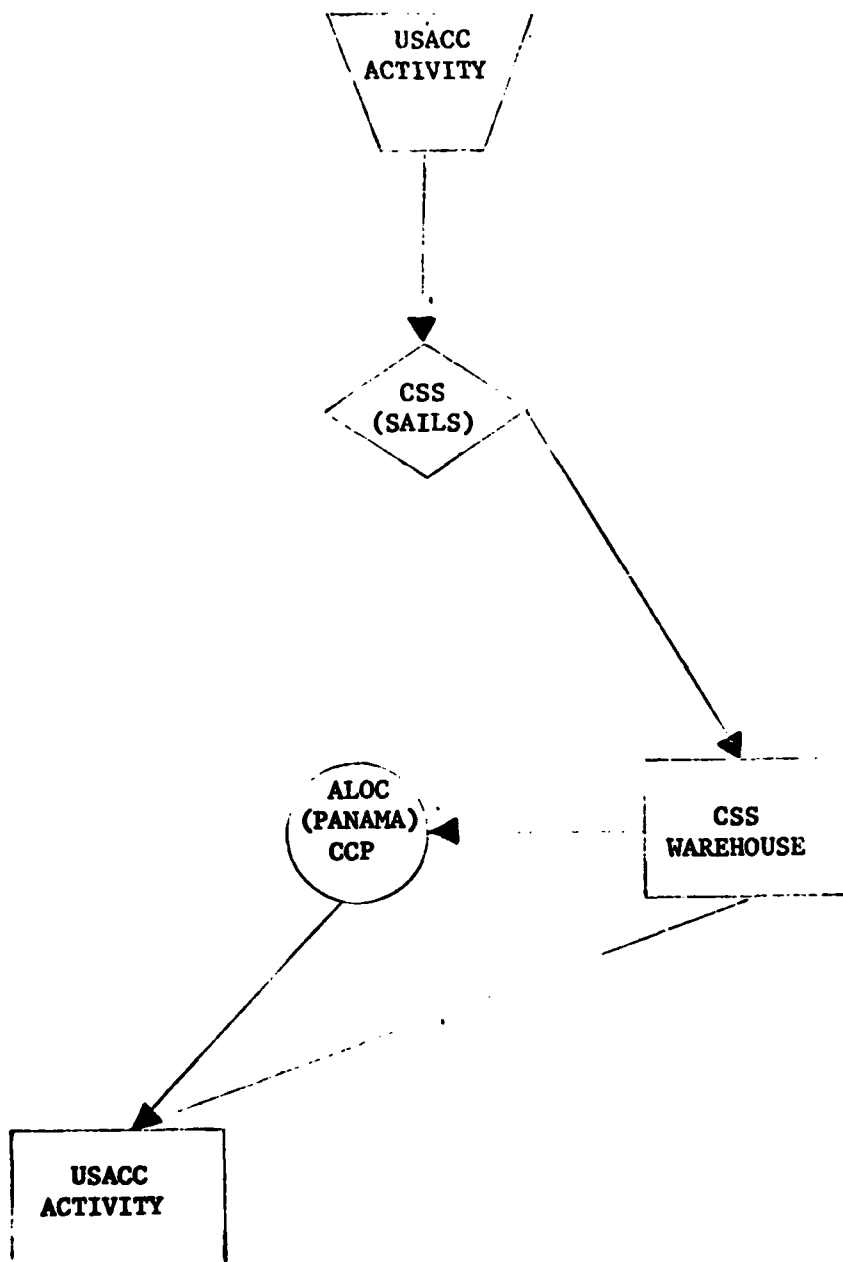 USACC
ACTIVITY
CSS
(SAILS)
ALOC
(PANAMA)
CCP
CSS
WAREHOUSE
USACC
ACTIVITY